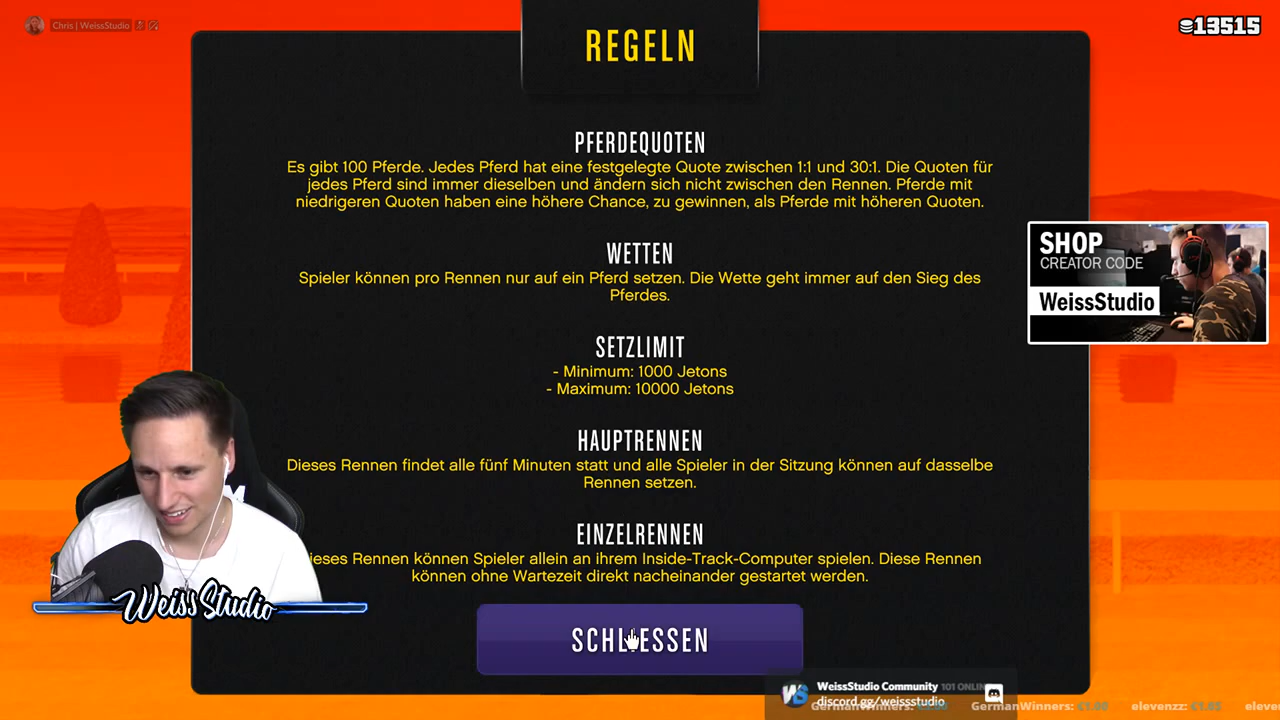 Chris | WeissStudio
13515
REGELN
PFERDEQUOTEN
Es gibt 100 Pferde. Jedes Pferd hat eine festgelegte Quote zwischen 1:1 und 30:1. Die Quoten für
jedes Pferd sind immer dieselben und ändern sich nicht zwischen den Rennen. Pferde mit
niedrigeren Quoten haben eine höhere Chance, zu gewinnen, als Pferde mit höheren Quoten.
WETTEN
Spieler können pro Rennen nur auf ein Pferd setzen. Die Wette geht immer auf den Sieg des
Pferdes.
SHOP
CREATOR CODE
WeissStudio
SETZLIMIT
- Minimum: 1000 Jetons
- Maximum: 10000 Jetons
HAUPTRENNEN
Dieses Rennen findet alle fünf Minuten statt und alle Spieler in der Sitzung können auf dasselbe
Rennen setzen.
EINZELRENNEN
ieses Rennen können Spieler allein an ihrem Inside-Track-Computer spielen. Diese Rennen
können ohne Wartezeit direkt nacheinander gestartet werden.
WeissStudio
SCHLIESSEN
WS WeissStudio Community 101 ONLINE
discord.gg/weissstudio
GermanWinners: GermanWinners: €1.00 elevenzz: €1.85 eleve